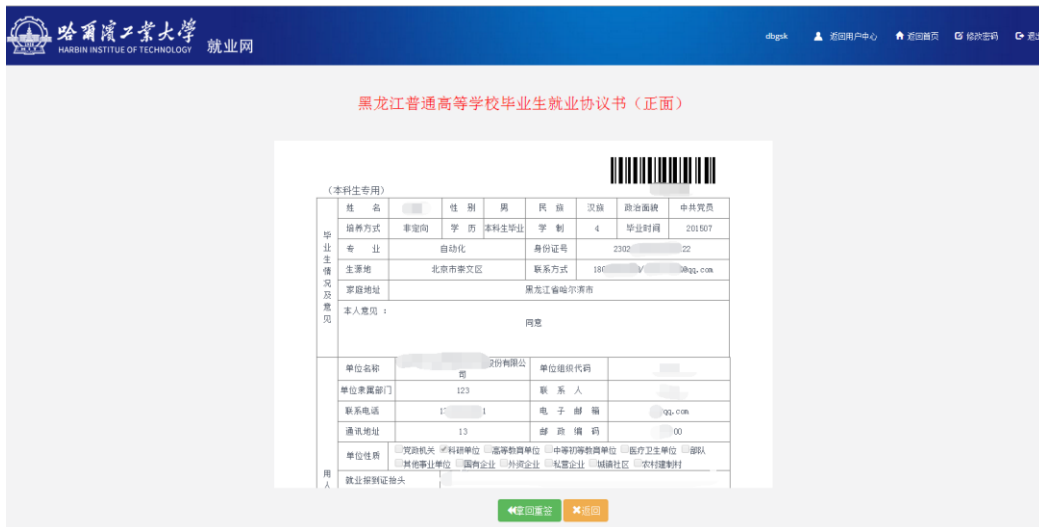 哈爾濱工業大學
HARBIN INSTITUE OF TECHNOLOGY
就业网
dbgsk 返回用户中心 返回首页 修改密码 退出
黑龙江普通高等学校毕业生就业协议书（正面）
（本科生专用）
毕业生情况及意见
姓 名 性 别 男 民 族 汉族 政治面貌 中共党员
培养方式 非定向 学 历 本科生毕业 学 制 4 毕业时间 201507
专 业 自动化 身份证号 2302 22
生源地 北京市崇文区 联系方式 180 / @qq.com
家庭地址 黑龙江省哈尔滨市
本人意见：
同意
用人
单位名称 股份有限公司 单位组织代码
单位隶属部门 123 联 系 人
联系电话 17 1 电 子 邮 箱 qq.com
通讯地址 13 邮 政 编 码 00
单位性质 党政机关 科研单位 高等教育单位 中等初等教育单位 医疗卫生单位 部队
其他事业单位 国有企业 外资企业 私营企业 城镇社区 农村建制村
就业报到证抬头
拿回重签 返回